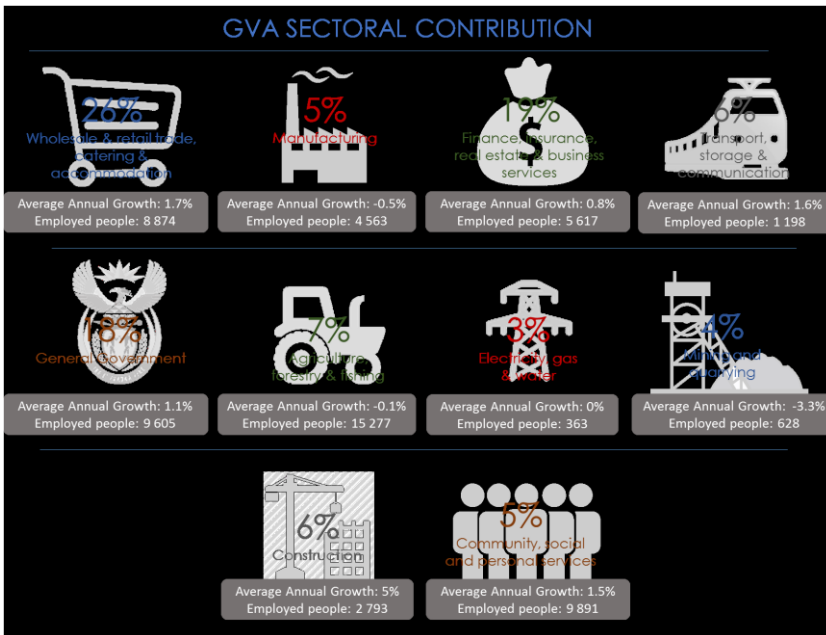 GVA SECTORAL CONTRIBUTION
26%
Wholesale & retail trade,
catering &
accommodation
Average Annual Growth: 1.7%
Employed people: 8 874
5%
Manufacturing
Average Annual Growth: -0.5%
Employed people: 4 563
19%
Finance, insurance,
real estate & business
services
$
Average Annual Growth: 0.8%
Employed people: 5 617
6%
Transport,
storage &
communication
Average Annual Growth: 1.6%
Employed people: 1 198
18%
General Government
Average Annual Growth: 1.1%
Employed people: 9 605
7%
Agriculture,
forestry & fishing
Average Annual Growth: -0.1%
Employed people: 15 277
3%
Electricity, gas
& water
Average Annual Growth: 0%
Employed people: 363
4%
Mining and
quarrying
Average Annual Growth: -3.3%
Employed people: 628
6%
Construction
Average Annual Growth: 5%
Employed people: 2 793
5%
Community, social
and personal services
Average Annual Growth: 1.5%
Employed people: 9 891